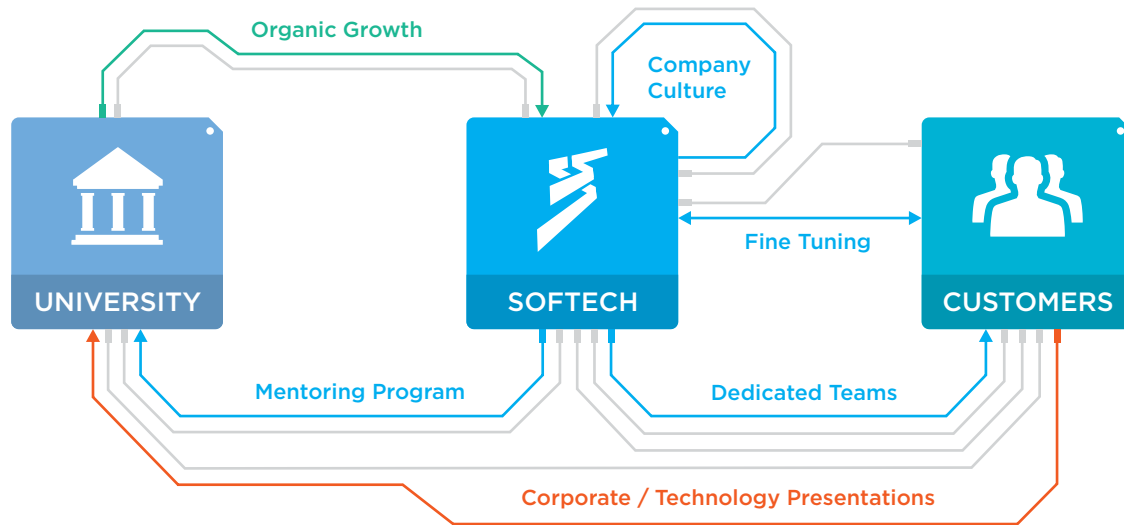 Organic Growth
Company
Culture
Fine Tuning
UNIVERSITY
SOFTECH
CUSTOMERS
Mentoring Program
Dedicated Teams
Corporate / Technology Presentations